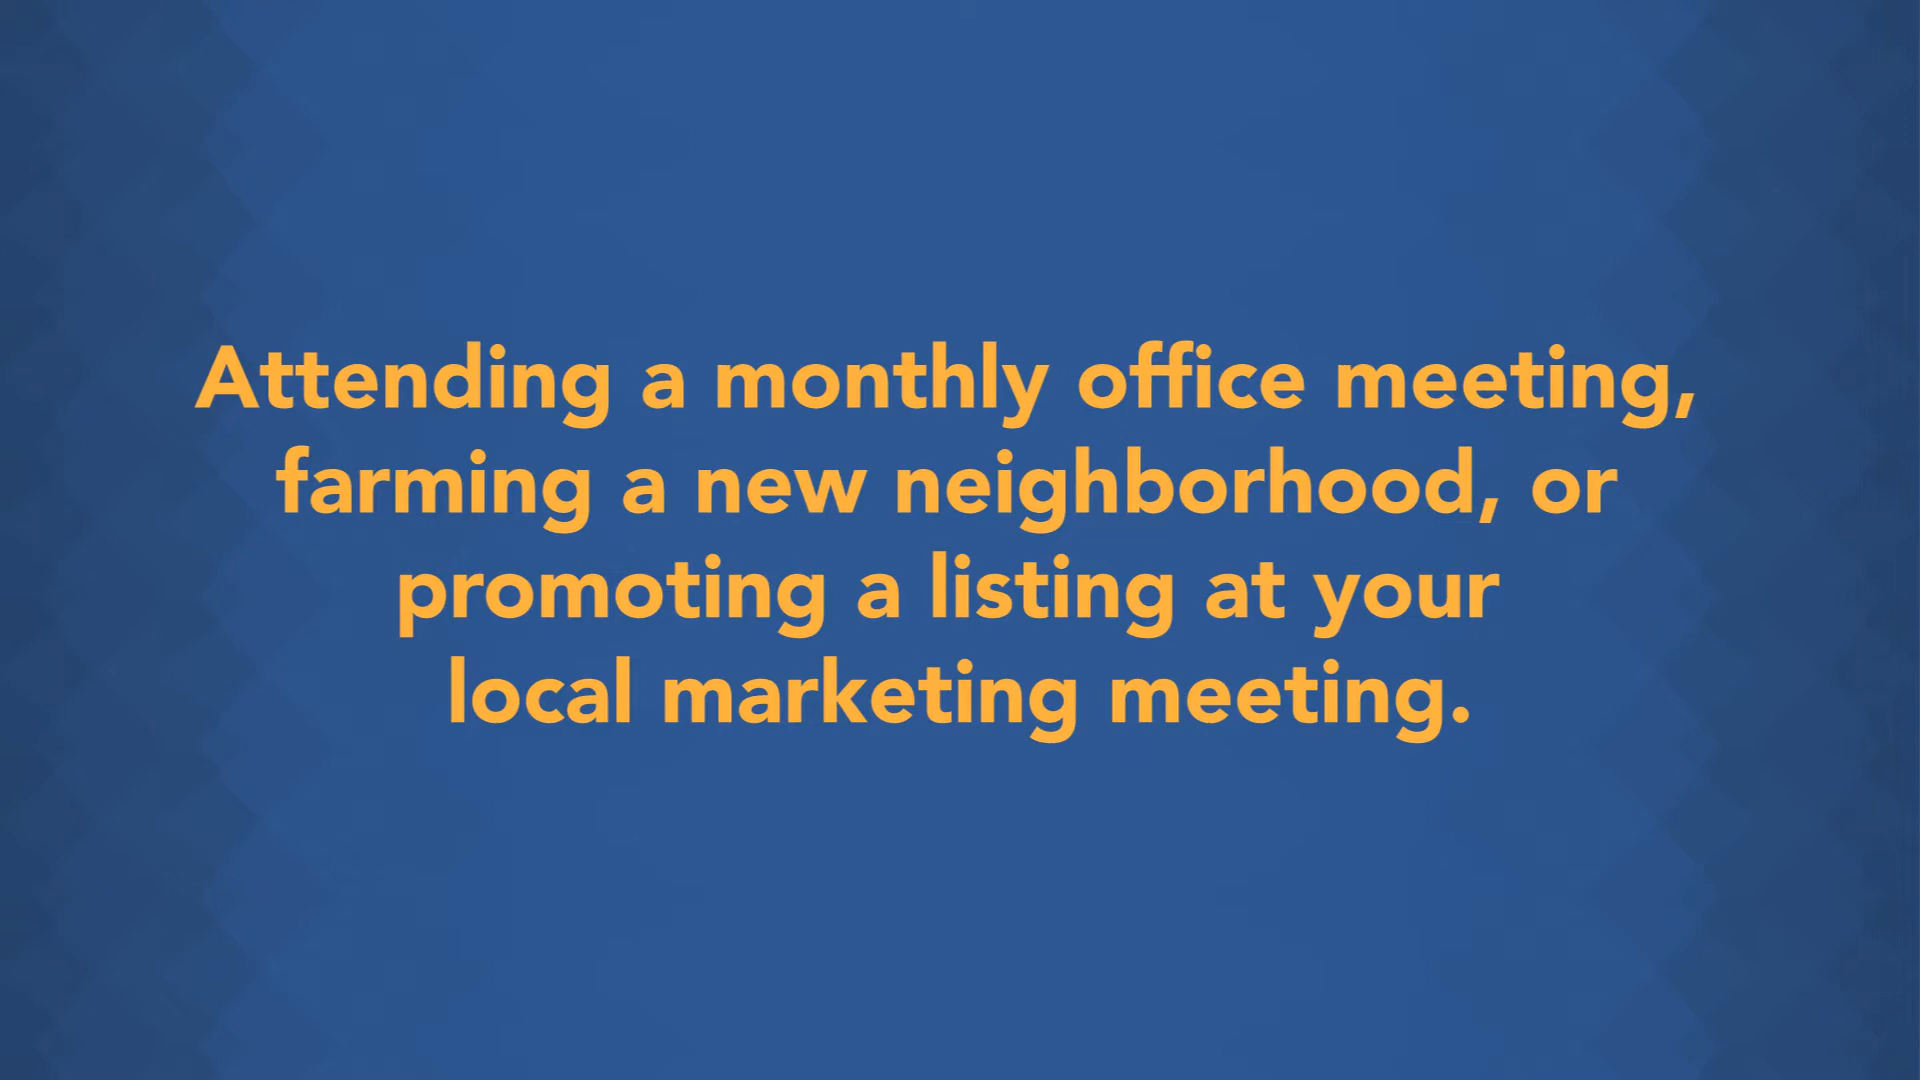 Attending a monthly office meeting,
farming a new neighborhood, or
promoting a listing at your
local marketing meeting.